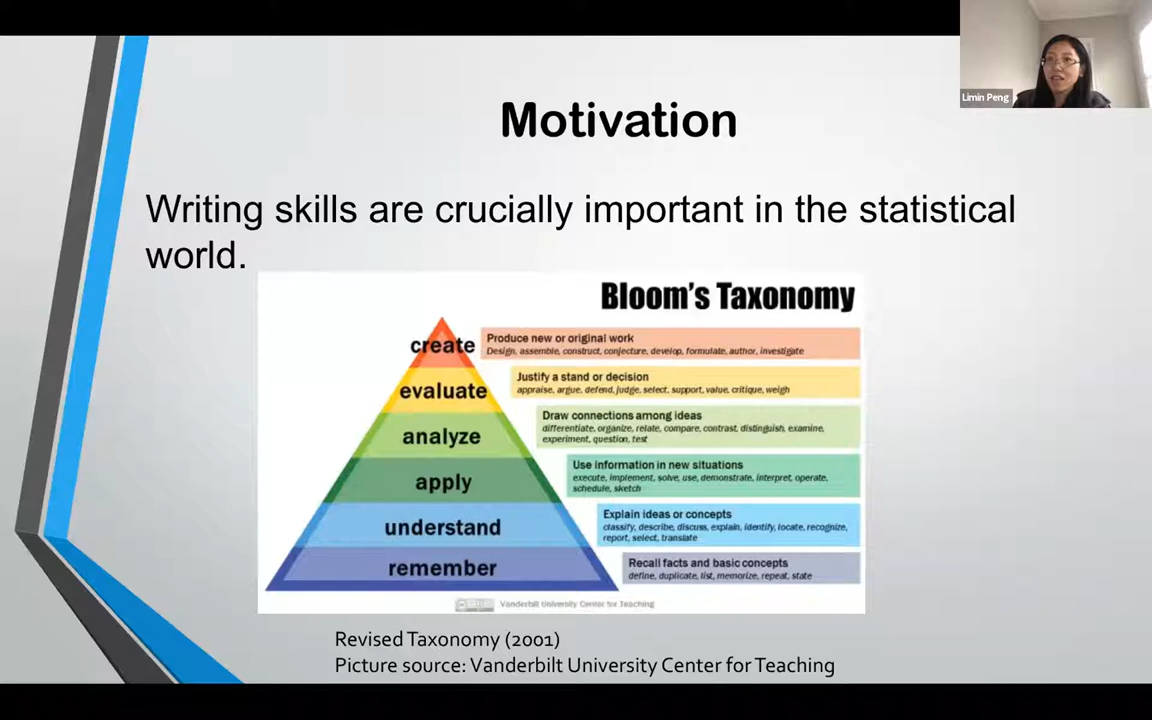 Limin Peng
Motivation
Writing skills are crucially important in the statistical
world.
Bloom's Taxonomy
create
Produce new or original work
Design, assemble, construct, conjecture, develop, formulate, author, investigate
evaluate
Justify a stand or decision
appraise, argue, defend, judge, select, support, value, critique, weigh
analyze
Draw connections among ideas
differentiate, organize, relate, compare, contrast, distinguish, examine,
experiment, question, test
apply
Use information in new situations
execute, implement, solve, use, demonstrate, interpret, operate,
schedule, sketch
understand
Explain ideas or concepts
classify, describe, discuss, explain, identify, locate, recognize,
report, select, translate
remember
Recall facts and basic concepts
define, duplicate, list, memorize, repeat, state
Vanderbilt University Center for Teaching
Revised Taxonomy (2001)
Picture source: Vanderbilt University Center for Teaching